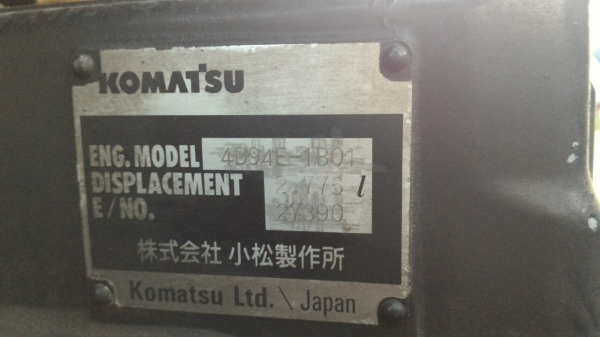 KOMATSU
ENG. MODEL 4D94E-1B01
DISPLACEMENT 2.775 l
E/NO. 27390
株式会社 小松製作所
Komatsu Ltd. \ Japan